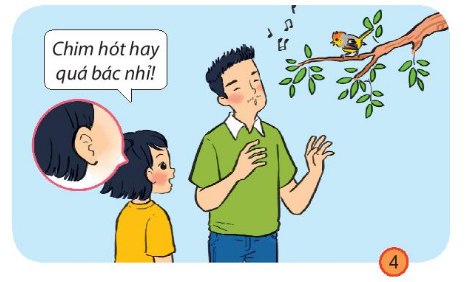 Chim hót hay
quá bác nhỉ!
4